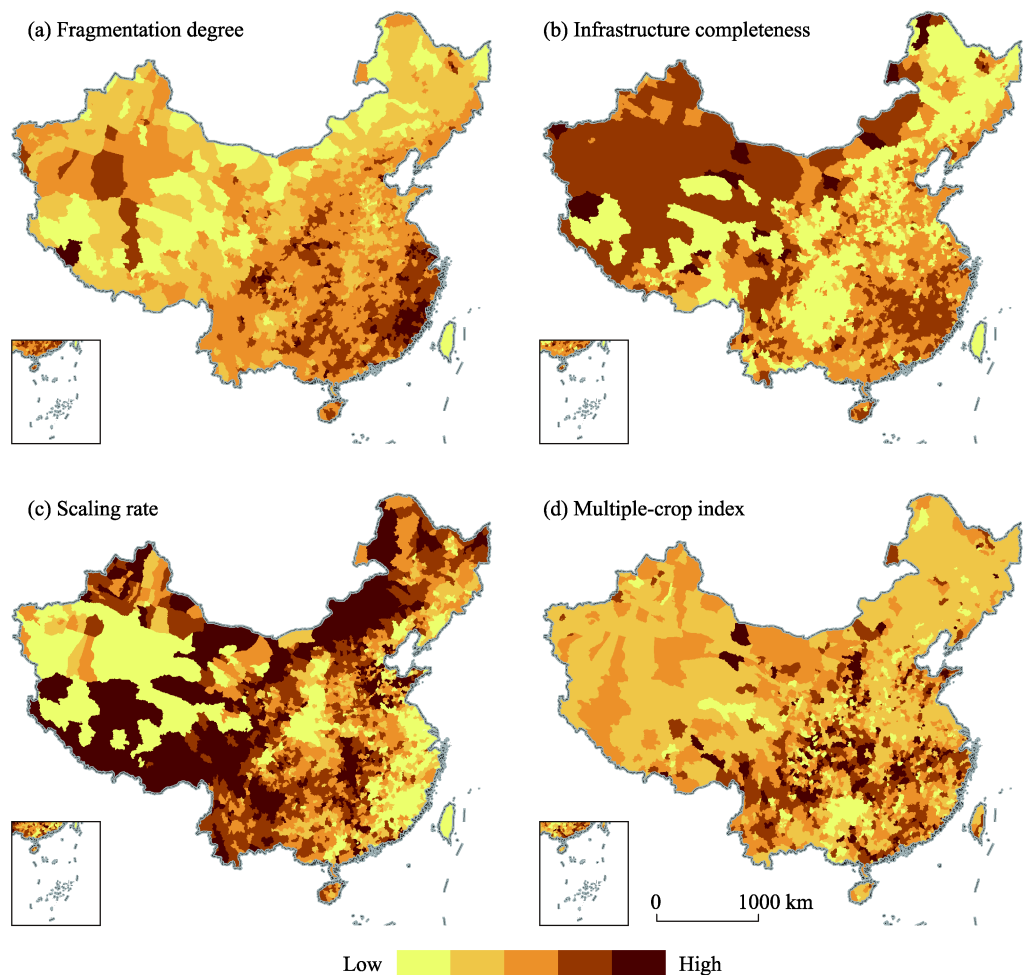 (a) Fragmentation degree
(b) Infrastructure completeness
(c) Scaling rate
(d) Multiple-crop index
0 1000 km
Low High